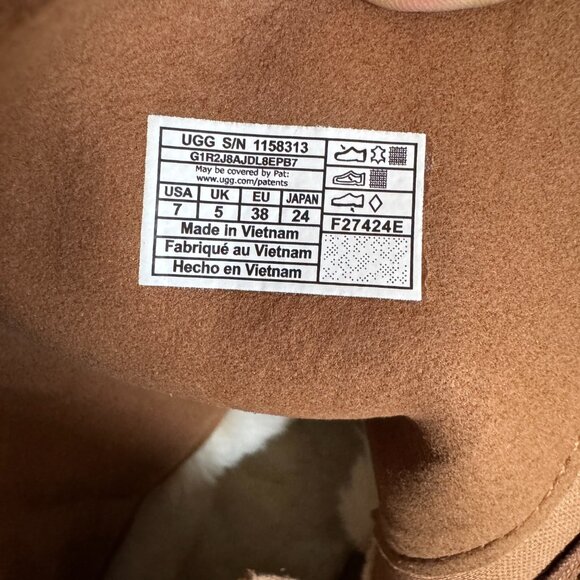 UGG S/N 1158313
G1R2J8AJDL8EPB7
May be covered by Pat:
www.ugg.com/patents
USA UK EU JAPAN
7 5 38 24
Made in Vietnam
Fabriqué au Vietnam
Hecho en Vietnam
F27424E